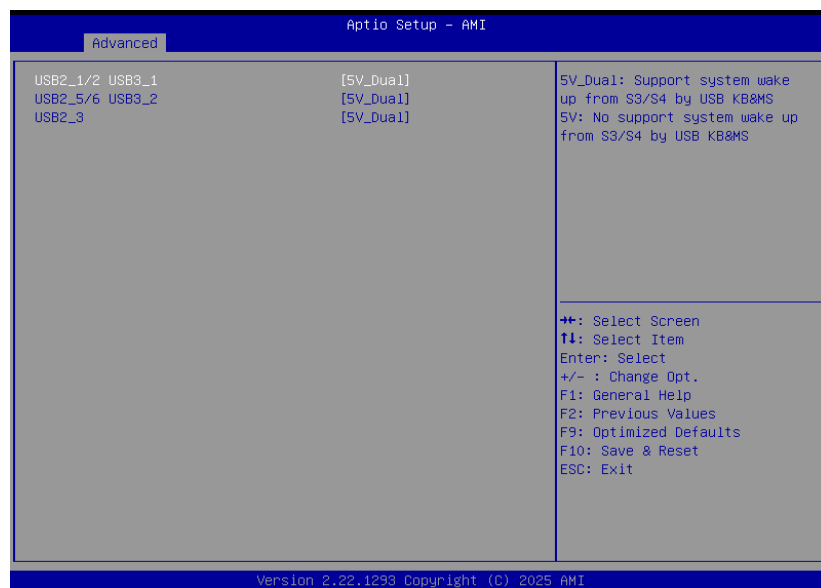 Aptio Setup - AMI
Advanced
USB2_1/2 USB3_1 [5V_Dual]
USB2_5/6 USB3_2 [5V_Dual]
USB2_3 [5V_Dual]
5V_Dual: Support system wake
up from S3/S4 by USB KB&MS
5V: No support system wake up
from S3/S4 by USB KB&MS
→←: Select Screen
↑↓: Select Item
Enter: Select
+/- : Change Opt.
F1: General Help
F2: Previous Values
F9: Optimized Defaults
F10: Save & Reset
ESC: Exit
Version 2.22.1293 Copyright (C) 2025 AMI